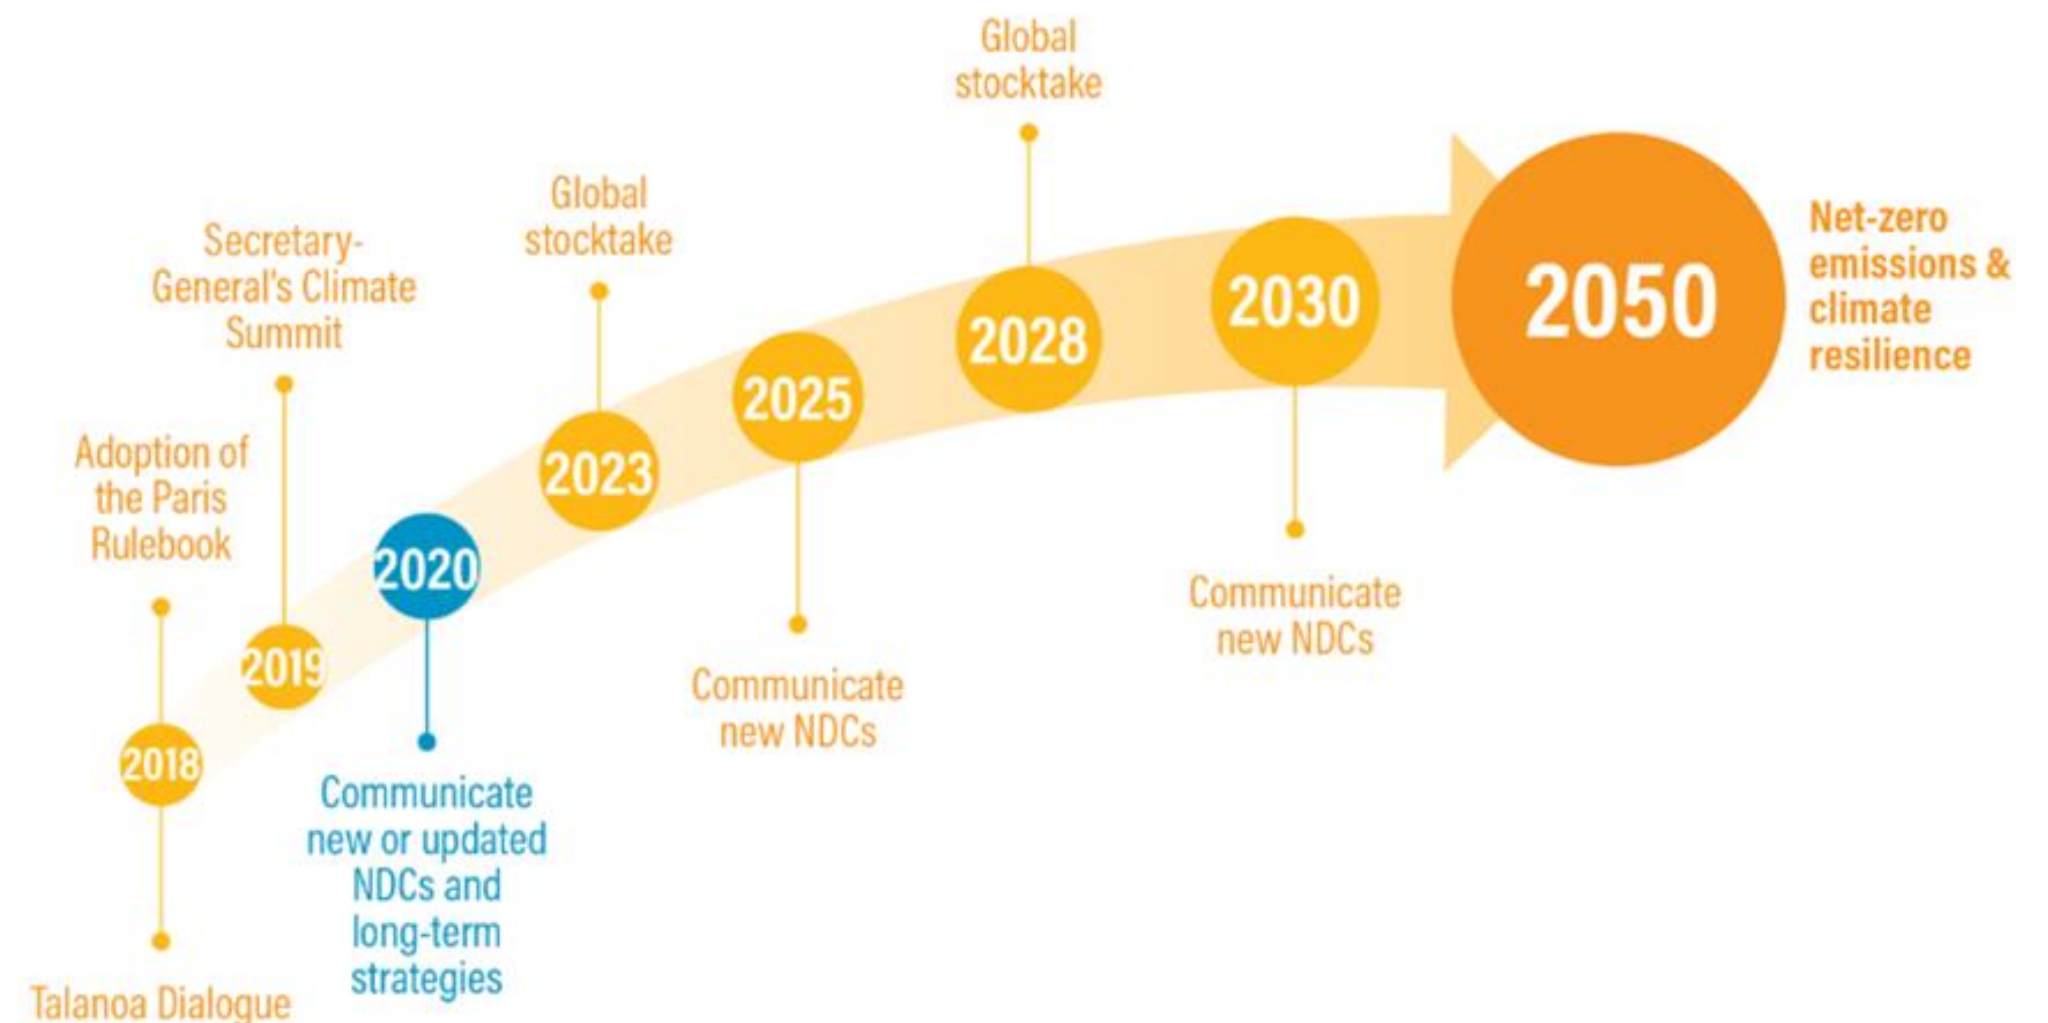 Global
stocktake
Global
stocktake
Secretary-
General's Climate
Summit
Adoption of
the Paris
Rulebook
2018
2019
2020
2023
2025
2028
2030
2050
Net-zero
emissions &
climate
resilience
Communicate
new NDCs
Communicate
new NDCs
Communicate
new or updated
NDCs and
long-term
strategies
Talanoa Dialogue